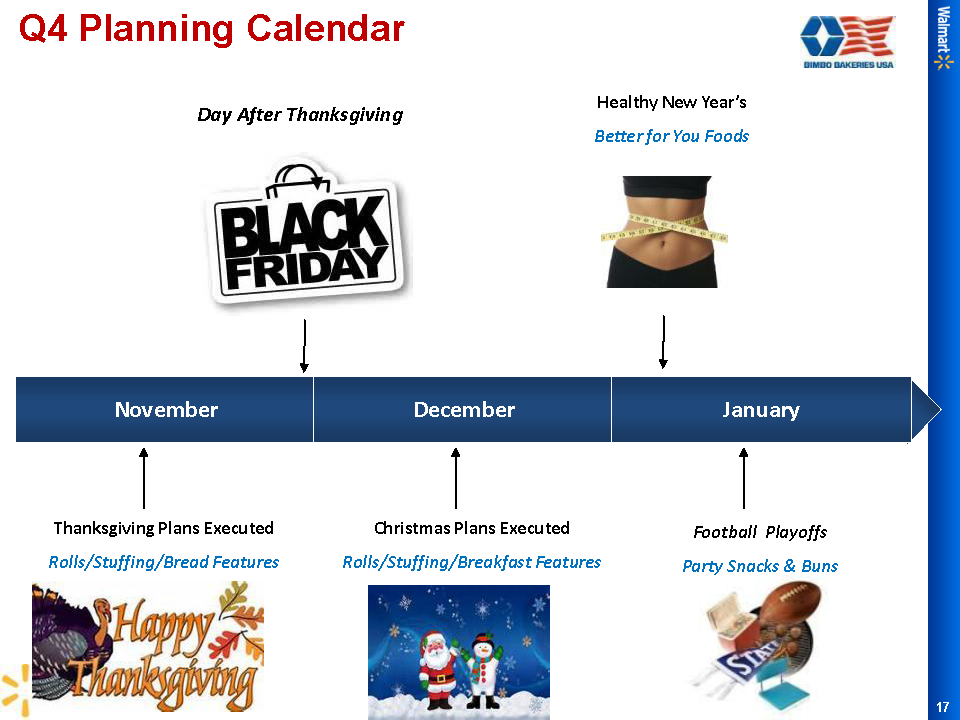 Q4 Planning Calendar
BIMBO BAKERIES USA
Walmart
Day After Thanksgiving
Healthy New Year's
Better for You Foods
BLACK
FRIDAY
November
December
January
Thanksgiving Plans Executed
Rolls/Stuffing/Bread Features
Christmas Plans Executed
Rolls/Stuffing/Breakfast Features
Football Playoffs
Party Snacks & Buns
Happy
Thanksgiving
STATE
17